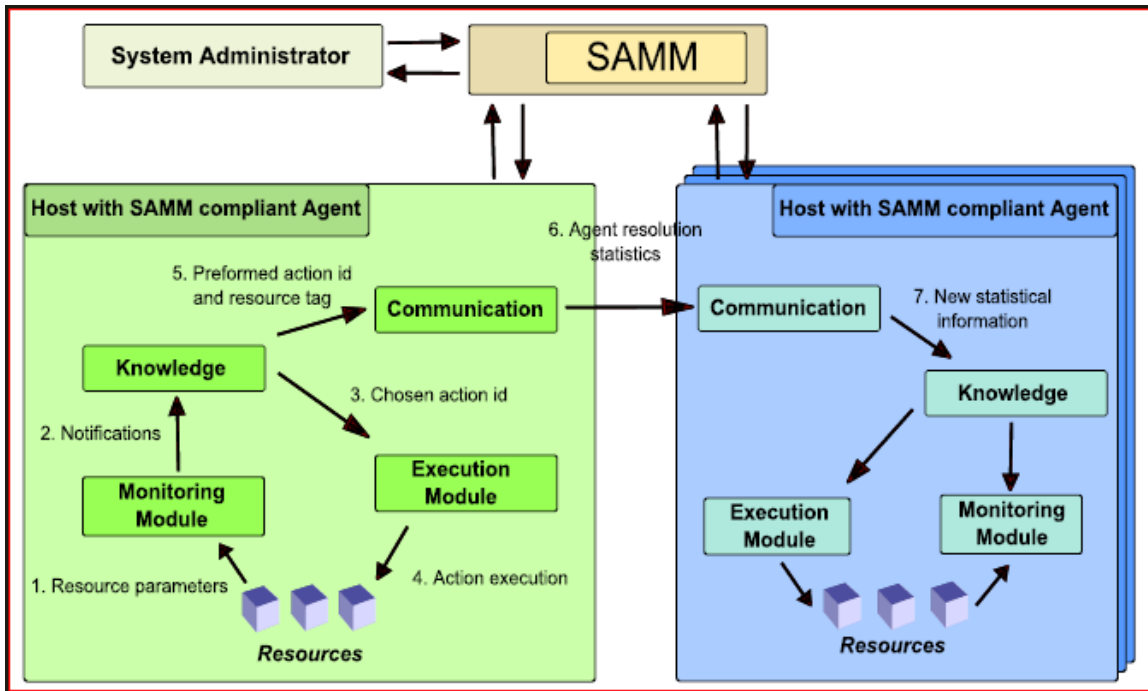 System Administrator
SAMM
Host with SAMM compliant Agent
5. Preformed action id
and resource tag
Communication
Knowledge
3. Chosen action id
2. Notifications
Execution
Module
Monitoring
Module
1. Resource parameters
4. Action execution
Resources
6. Agent resolution
statistics
Host with SAMM compliant Agent
Communication
7. New statistical
information
Knowledge
Execution
Module
Monitoring
Module
Resources